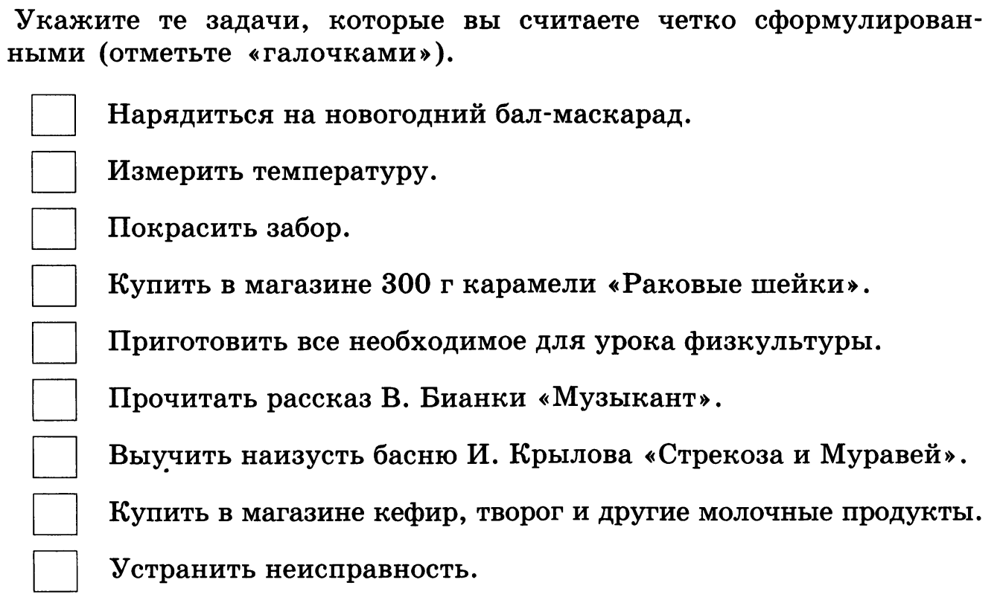 Укажите те задачи, которые вы считаете четко сформулирован-
ными (отметьте «галочками»).
Нарядиться на новогодний бал-маскарад.
Измерить температуру.
Покрасить забор.
Купить в магазине 300 г карамели «Раковые шейки».
Приготовить все необходимое для урока физкультуры.
Прочитать рассказ В. Бианки «Музыкант».
Выучить наизусть басню И. Крылова «Стрекоза и Муравей».
Купить в магазине кефир, творог и другие молочные продукты.
Устранить неисправность.